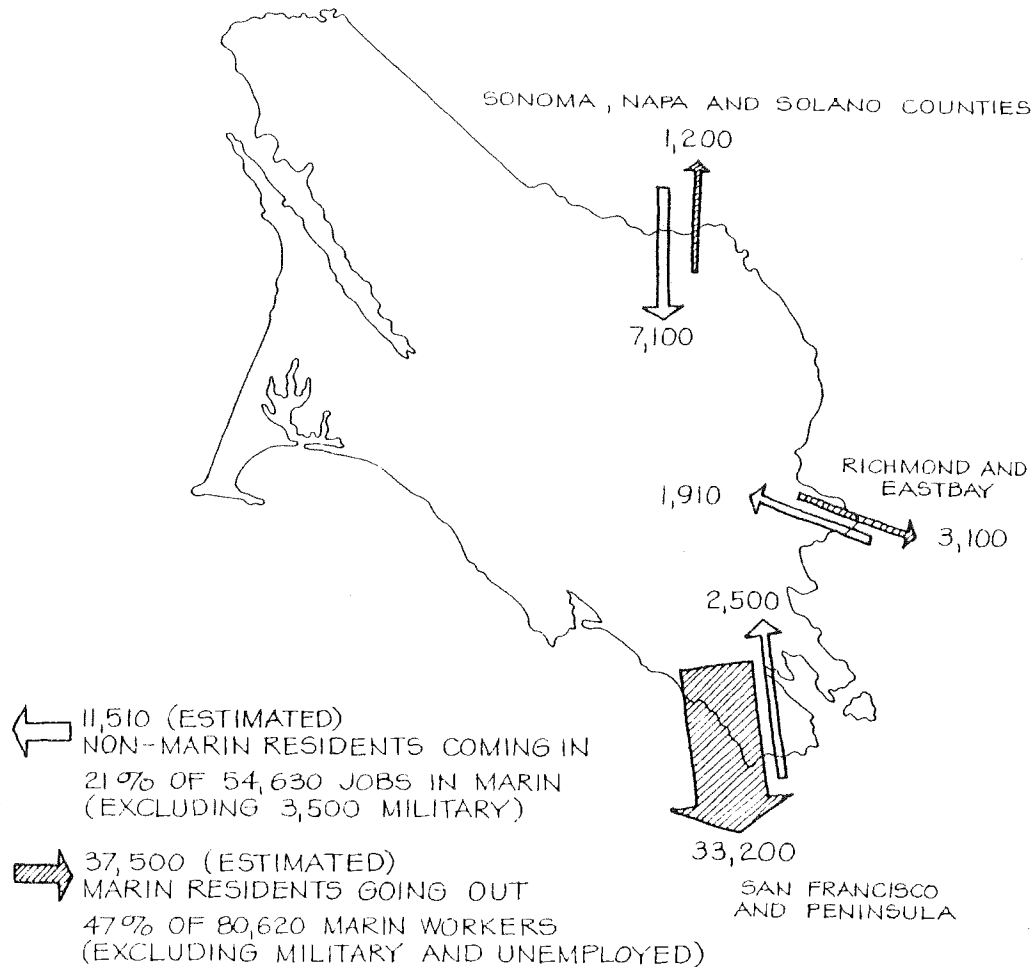 SONOMA, NAPA AND SOLANO COUNTIES
1,200
7,100
RICHMOND AND
EASTBAY
1,910
3,100
2,500
33,200
SAN FRANCISCO
AND PENINSULA
11,510 (ESTIMATED)
NON-MARIN RESIDENTS COMING IN
21% OF 54,630 JOBS IN MARIN
(EXCLUDING 3,500 MILITARY)
37,500 (ESTIMATED)
MARIN RESIDENTS GOING OUT
47% OF 80,620 MARIN WORKERS
(EXCLUDING MILITARY AND UNEMPLOYED)